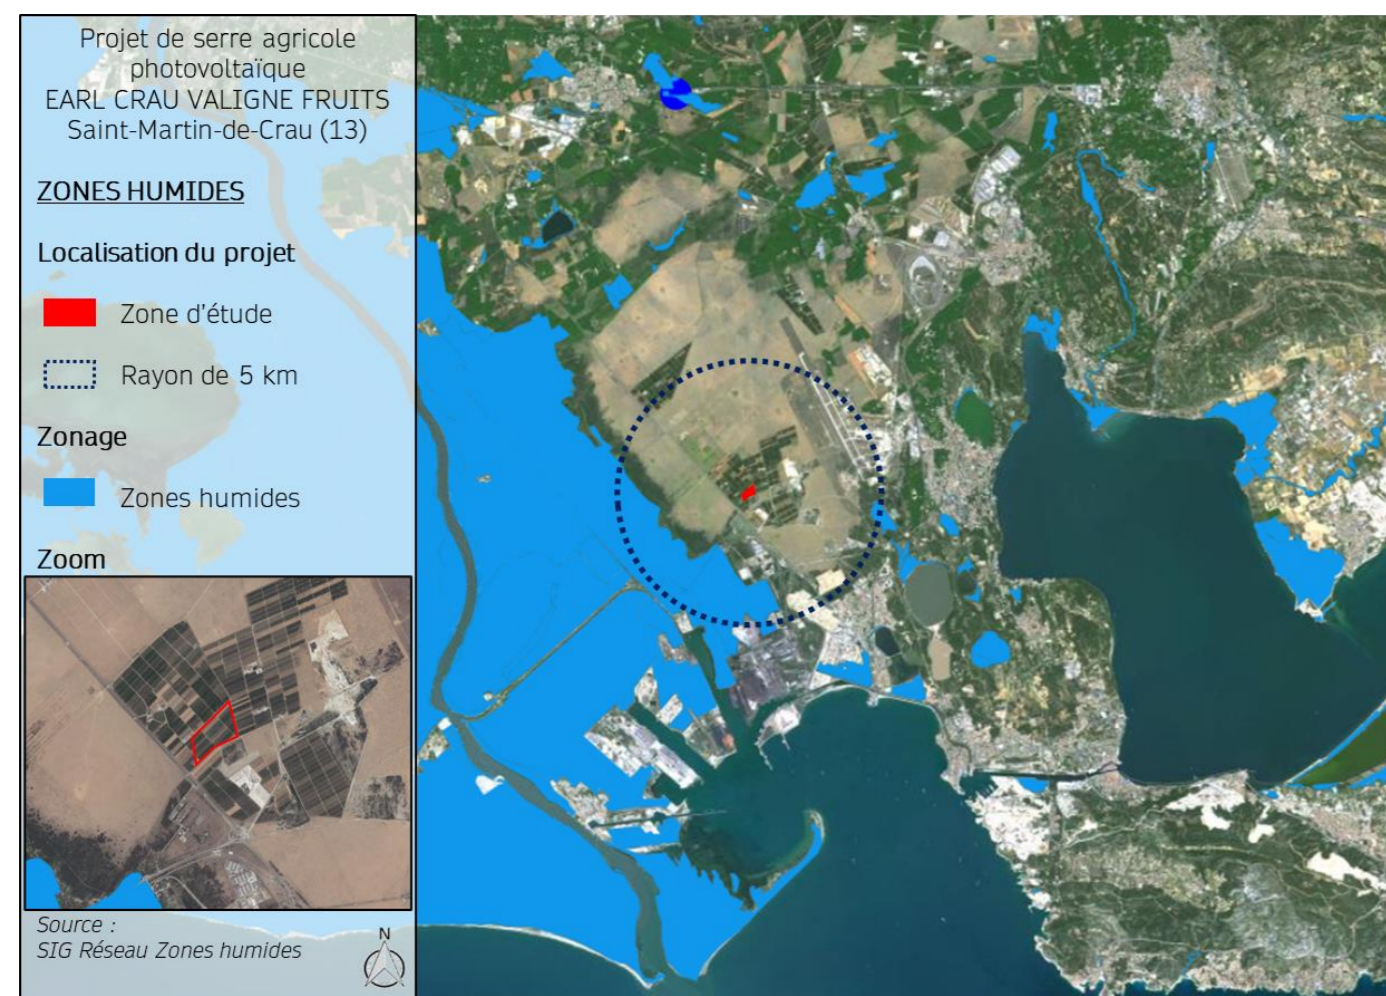 Projet de serre agricole
photovoltaïque
EARL CRAU VALIGNE FRUITS
Saint-Martin-de-Crau (13)
ZONES HUMIDES
Localisation du projet
Zone d'étude
Rayon de 5 km
Zonage
Zones humides
Zoom
Source :
SIG Réseau Zones humides
N